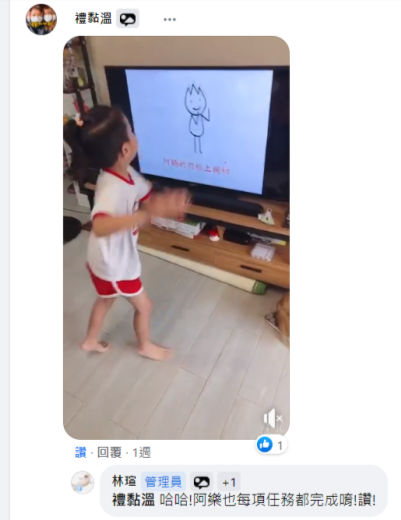 禮黏溫
讚 · 回覆 · 1週
1
林瑄 管理員 +1
禮黏溫 哈哈!阿樂也每項任務都完成唷!讚!